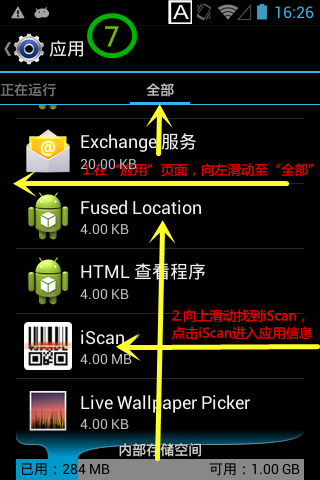 A 16:26
应用 7
正在运行 全部
Exchange 服务
20.00 KB
1.在“应用”页面，向左滑动至“全部”
Fused Location
4.00 KB
HTML 查看程序
4.00 KB
2.向上滑动找到iScan，
点击iScan进入应用信息
iScan
4.00 MB
Live Wallpaper Picker
4.00 KB
内部存储空间
已用：284 MB 可用：1.00 GB